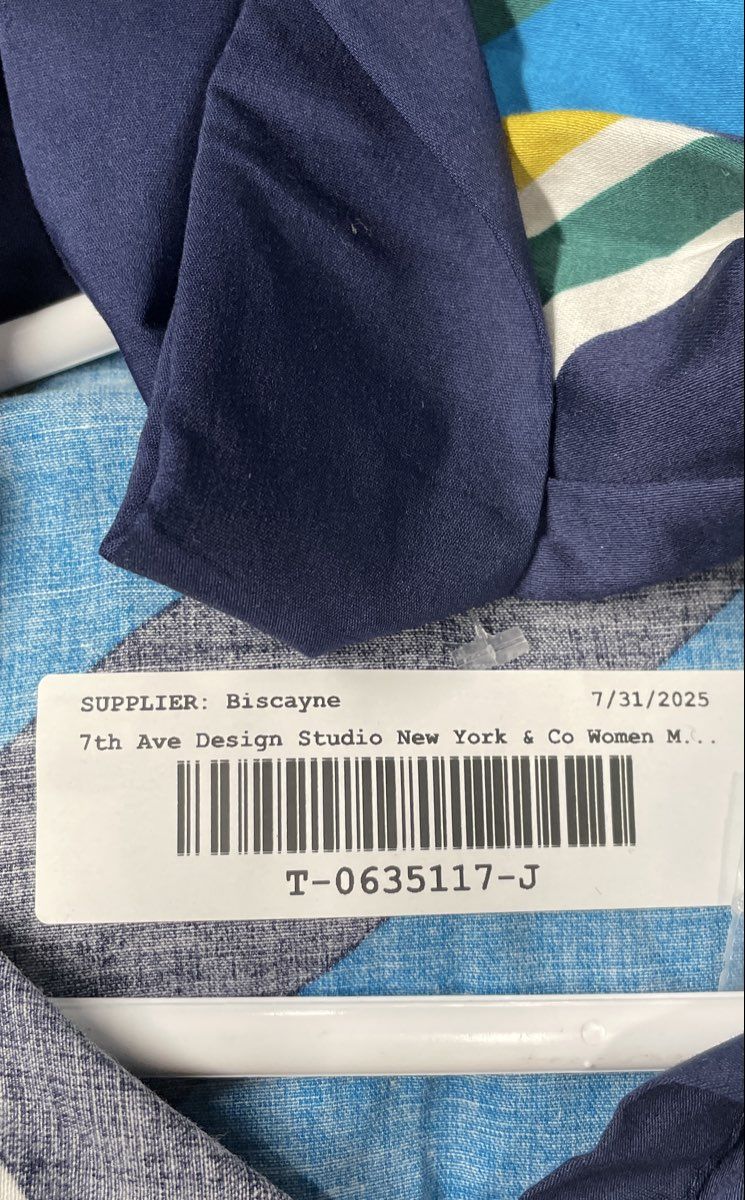 SUPPLIER: Biscayne 7/31/2025
7th Ave Design Studio New York & Co Women M...
T-0635117-J